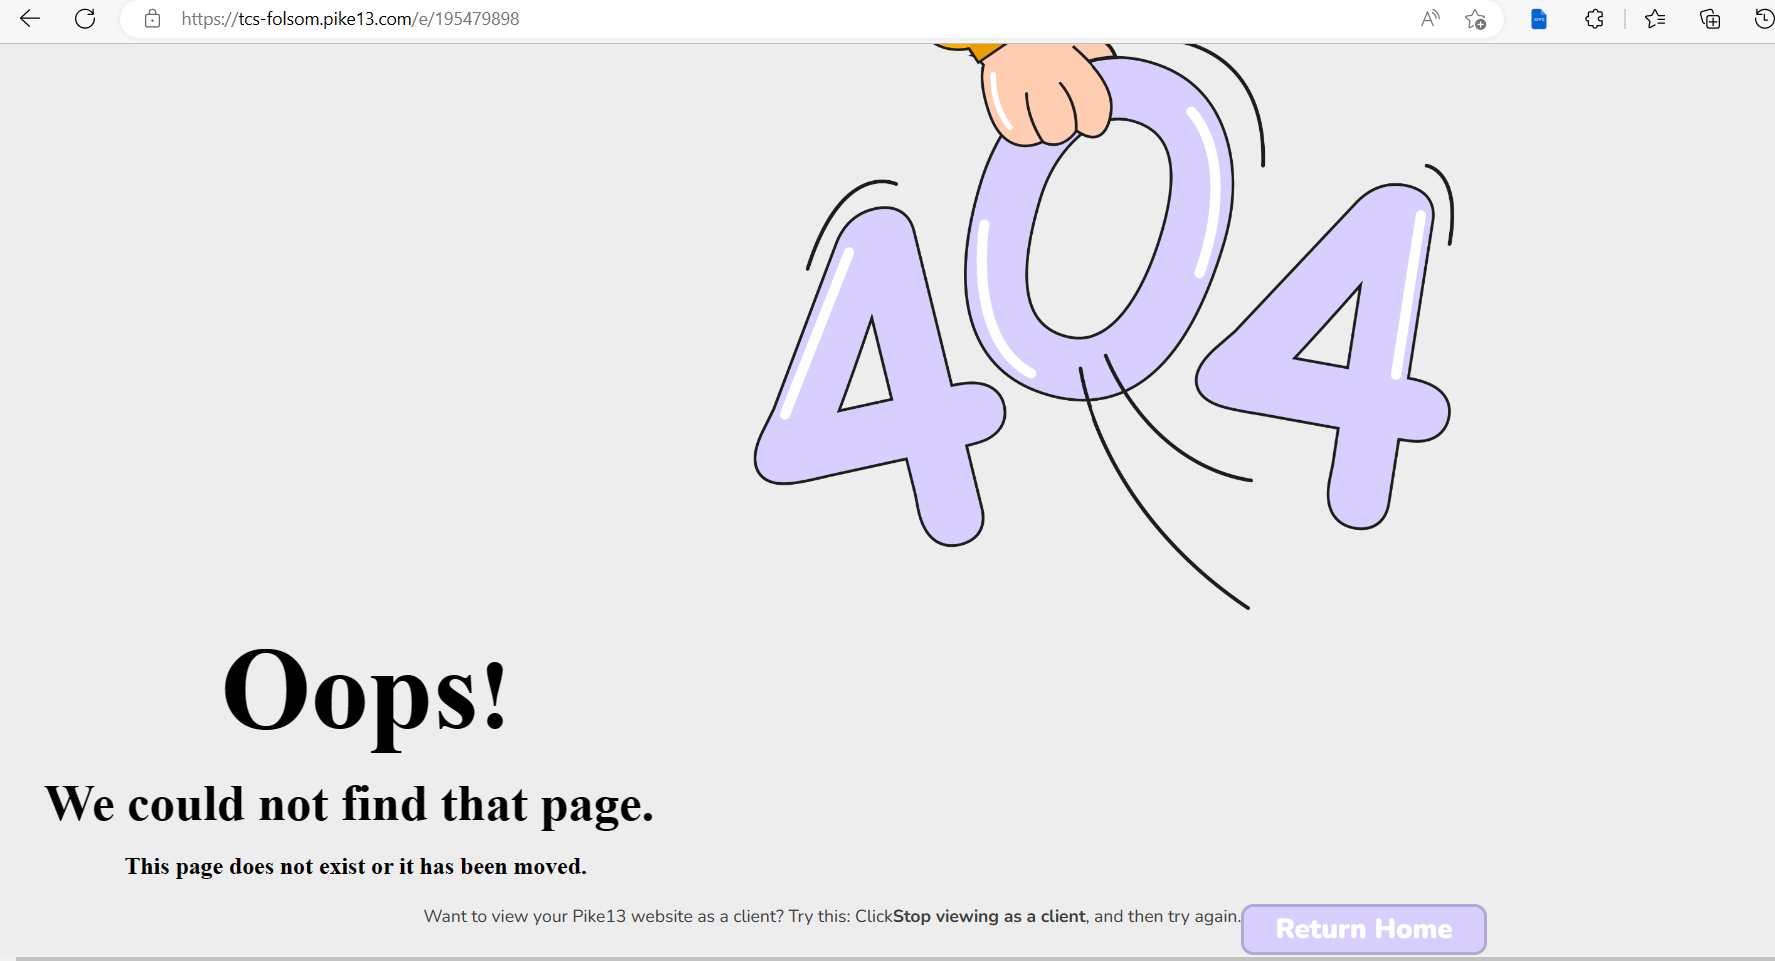 https://tcs-folsom.pike13.com/e/195479898
404
Oops!
We could not find that page.
This page does not exist or it has been moved.
Want to view your Pike13 website as a client? Try this: ClickStop viewing as a client, and then try again.
Return Home